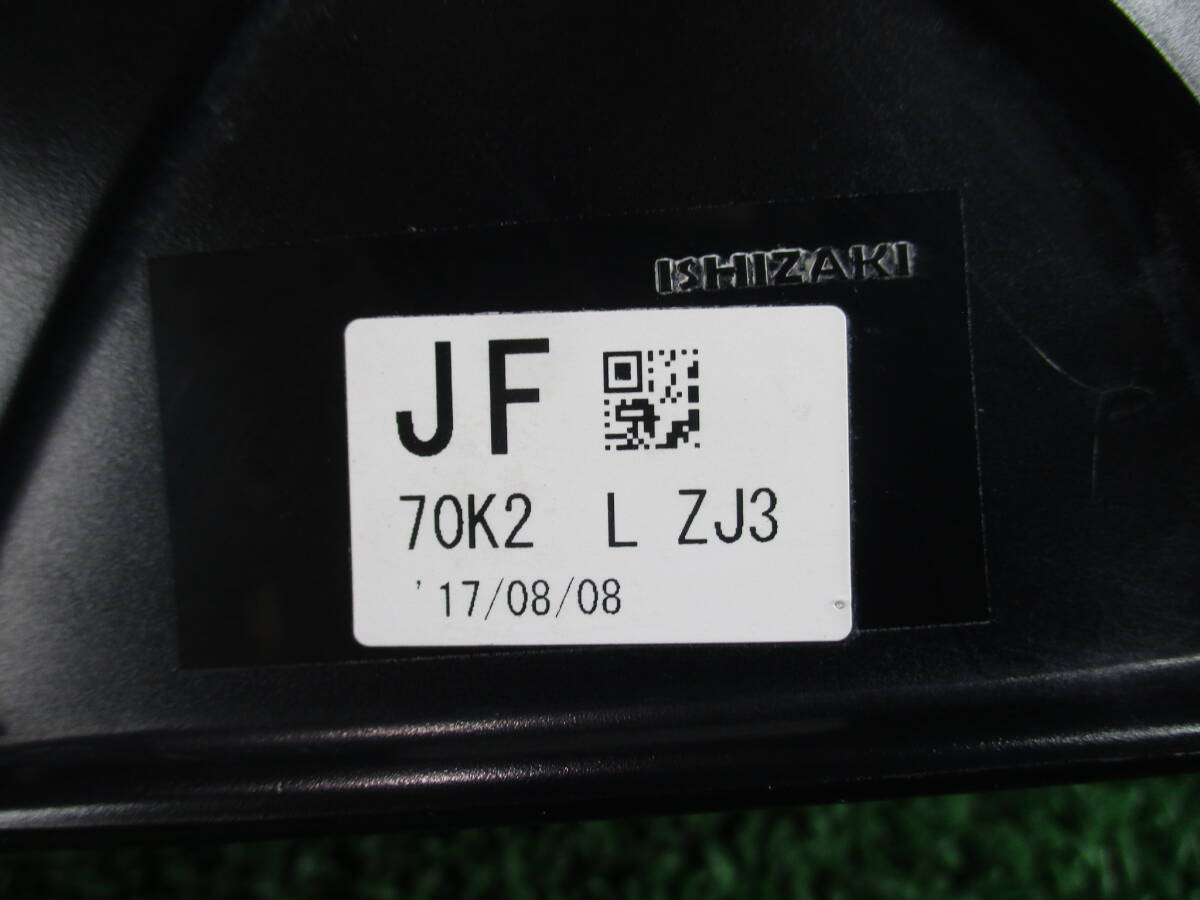 ISHIZAKI
JF
70K2 L ZJ3
'17/08/08